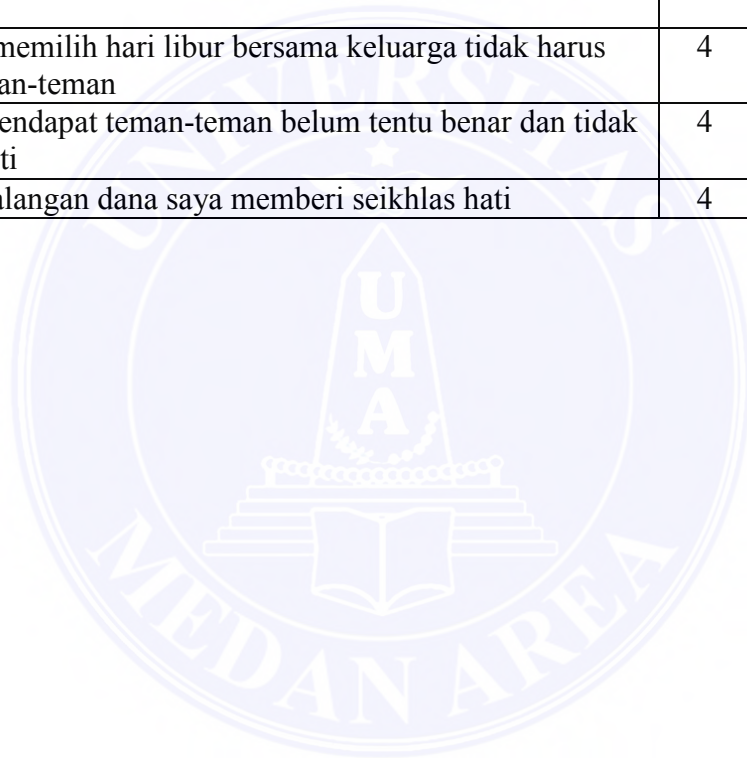 memilih hari libur bersama keluarga tidak harus 4
an-teman
endapat teman-teman belum tentu benar dan tidak 4
ti
alangan dana saya memberi seikhlas hati 4
UNIVERSITAS
U
M
A
MEDAN AREA